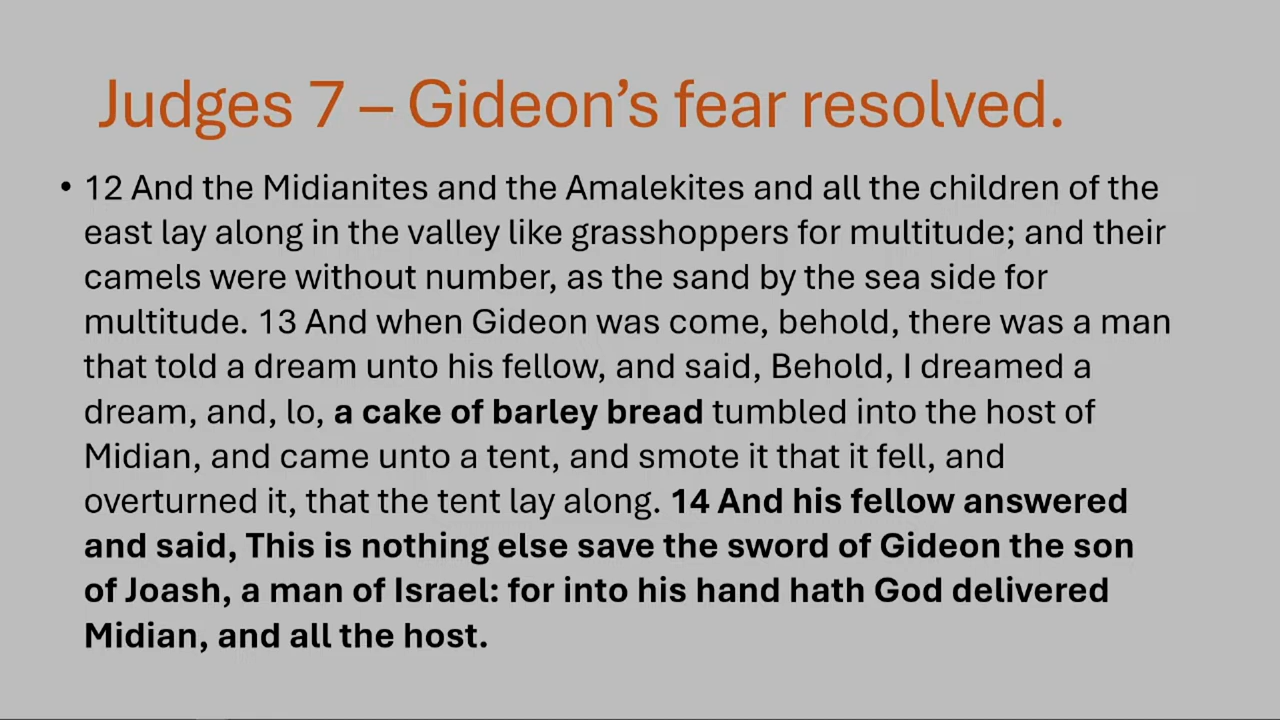 Judges 7 – Gideon’s fear resolved.
• 12 And the Midianites and the Amalekites and all the children of the
east lay along in the valley like grasshoppers for multitude; and their
camels were without number, as the sand by the sea side for
multitude. 13 And when Gideon was come, behold, there was a man
that told a dream unto his fellow, and said, Behold, I dreamed a
dream, and, lo, a cake of barley bread tumbled into the host of
Midian, and came unto a tent, and smote it that it fell, and
overturned it, that the tent lay along. 14 And his fellow answered
and said, This is nothing else save the sword of Gideon the son
of Joash, a man of Israel: for into his hand hath God delivered
Midian, and all the host.